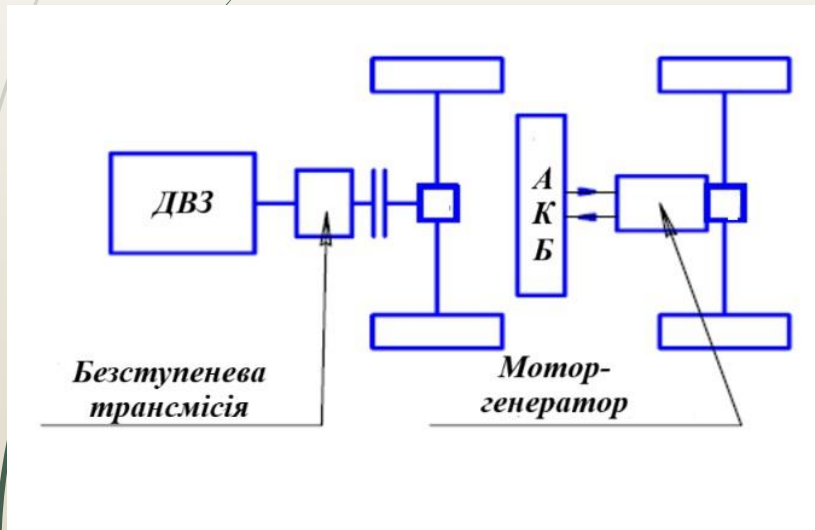 ДВЗ
А
К
Б
Безступенева
трансмісія
Мотор-
генератор